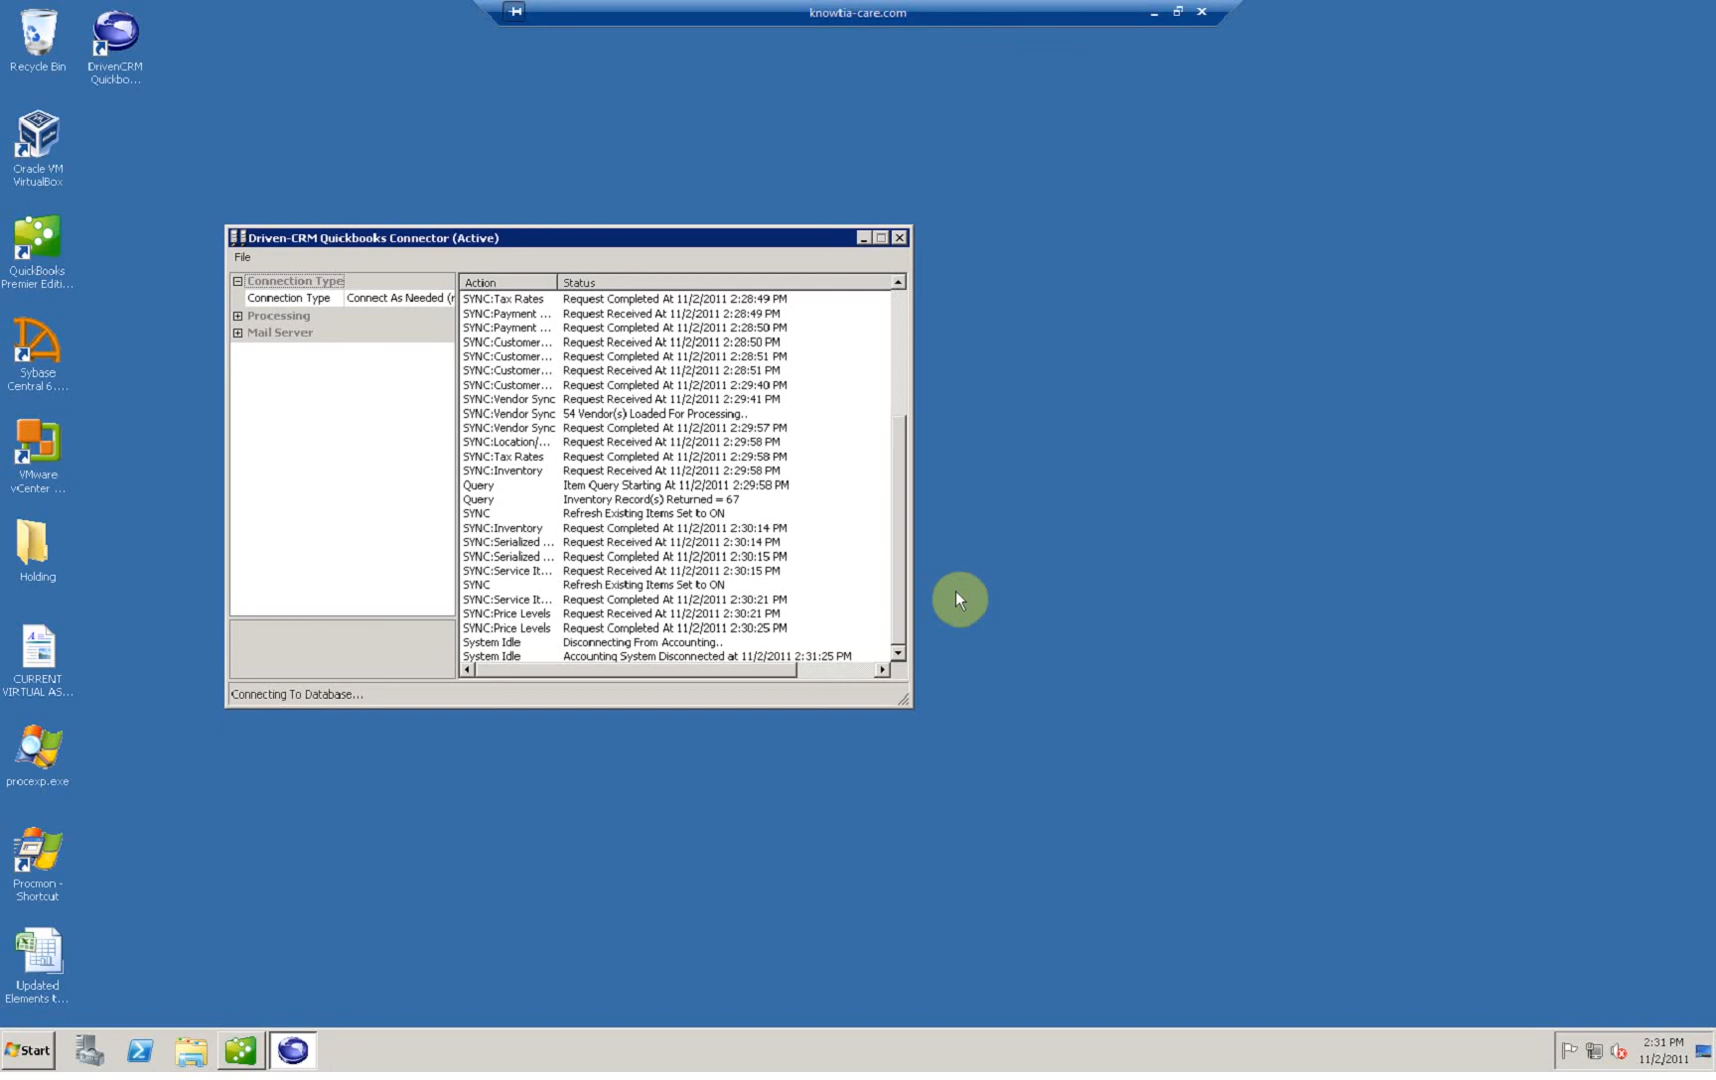 knowtia-care.com
Recycle Bin
DrivenCRM
Quickbo...
Oracle VM
VirtualBox
QuickBooks
Premier Editi...
Sybase
Central 6....
VMware
vCenter ...
Holding
CURRENT
VIRTUAL AS...
procexp.exe
Procmon -
Shortcut
Updated
Elements t...
Driven-CRM Quickbooks Connector (Active)
File
Connection Type
Connection Type Connect As Needed (r
Processing
Mail Server
Action Status
SYNC:Tax Rates Request Completed At 11/2/2011 2:28:49 PM
SYNC:Payment ... Request Received At 11/2/2011 2:28:49 PM
SYNC:Payment ... Request Completed At 11/2/2011 2:28:50 PM
SYNC:Customer... Request Received At 11/2/2011 2:28:50 PM
SYNC:Customer... Request Completed At 11/2/2011 2:28:51 PM
SYNC:Customer... Request Received At 11/2/2011 2:28:51 PM
SYNC:Customer... Request Completed At 11/2/2011 2:29:40 PM
SYNC:Vendor Sync Request Received At 11/2/2011 2:29:41 PM
SYNC:Vendor Sync 54 Vendor(s) Loaded For Processing..
SYNC:Vendor Sync Request Completed At 11/2/2011 2:29:57 PM
SYNC:Location/... Request Received At 11/2/2011 2:29:58 PM
SYNC:Tax Rates Request Completed At 11/2/2011 2:29:58 PM
SYNC:Inventory Request Received At 11/2/2011 2:29:58 PM
Query Item Query Starting At 11/2/2011 2:29:58 PM
Query Inventory Record(s) Returned = 67
SYNC Refresh Existing Items Set to ON
SYNC:Inventory Request Completed At 11/2/2011 2:30:14 PM
SYNC:Serialized ... Request Received At 11/2/2011 2:30:14 PM
SYNC:Serialized ... Request Completed At 11/2/2011 2:30:15 PM
SYNC:Service It... Request Received At 11/2/2011 2:30:15 PM
SYNC Refresh Existing Items Set to ON
SYNC:Service It... Request Completed At 11/2/2011 2:30:21 PM
SYNC:Price Levels Request Received At 11/2/2011 2:30:21 PM
SYNC:Price Levels Request Completed At 11/2/2011 2:30:25 PM
System Idle Disconnecting From Accounting..
System Idle Accounting System Disconnected at 11/2/2011 2:31:25 PM
Connecting To Database...
Start
2:31 PM
11/2/2011